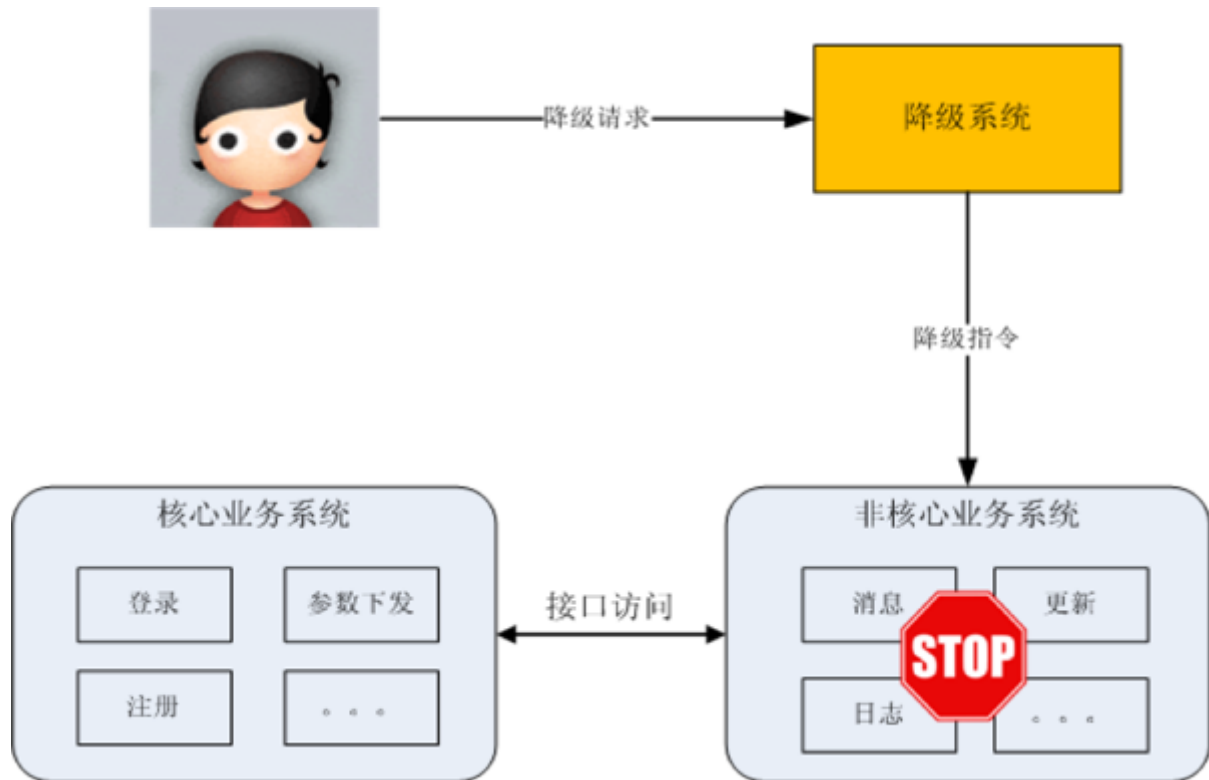 降级请求
降级系统
降级指令
核心业务系统
非核心业务系统
登录
参数下发
接口访问
消息
更新
STOP
注册
。。。
日志
。。。